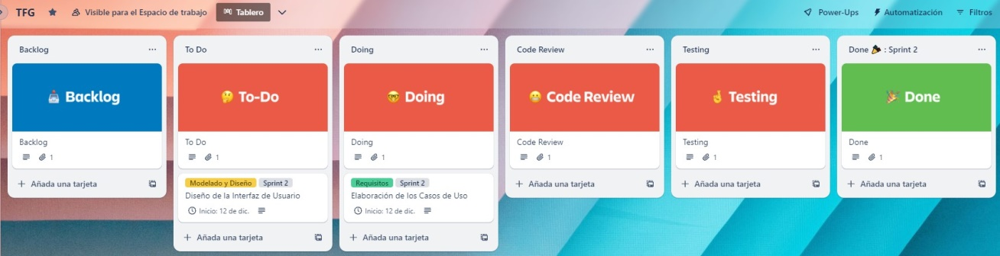 TFG Visible para el Espacio de trabajo Tablero Power-Ups Automatización Filtros
Backlog
Backlog
Backlog
1
Añada una tarjeta
To Do
To-Do
To Do
1
Modelado y Diseño Sprint 2
Diseño de la Interfaz de Usuario
Inicio: 12 de dic.
Añada una tarjeta
Doing
Doing
Doing
1
Requisitos Sprint 2
Elaboración de los Casos de Uso
Inicio: 12 de dic.
Añada una tarjeta
Code Review
Code Review
Code Review
1
Añada una tarjeta
Testing
Testing
Testing
1
Añada una tarjeta
Done 🎉 : Sprint 2
Done
Done
1
Añada una tarjeta